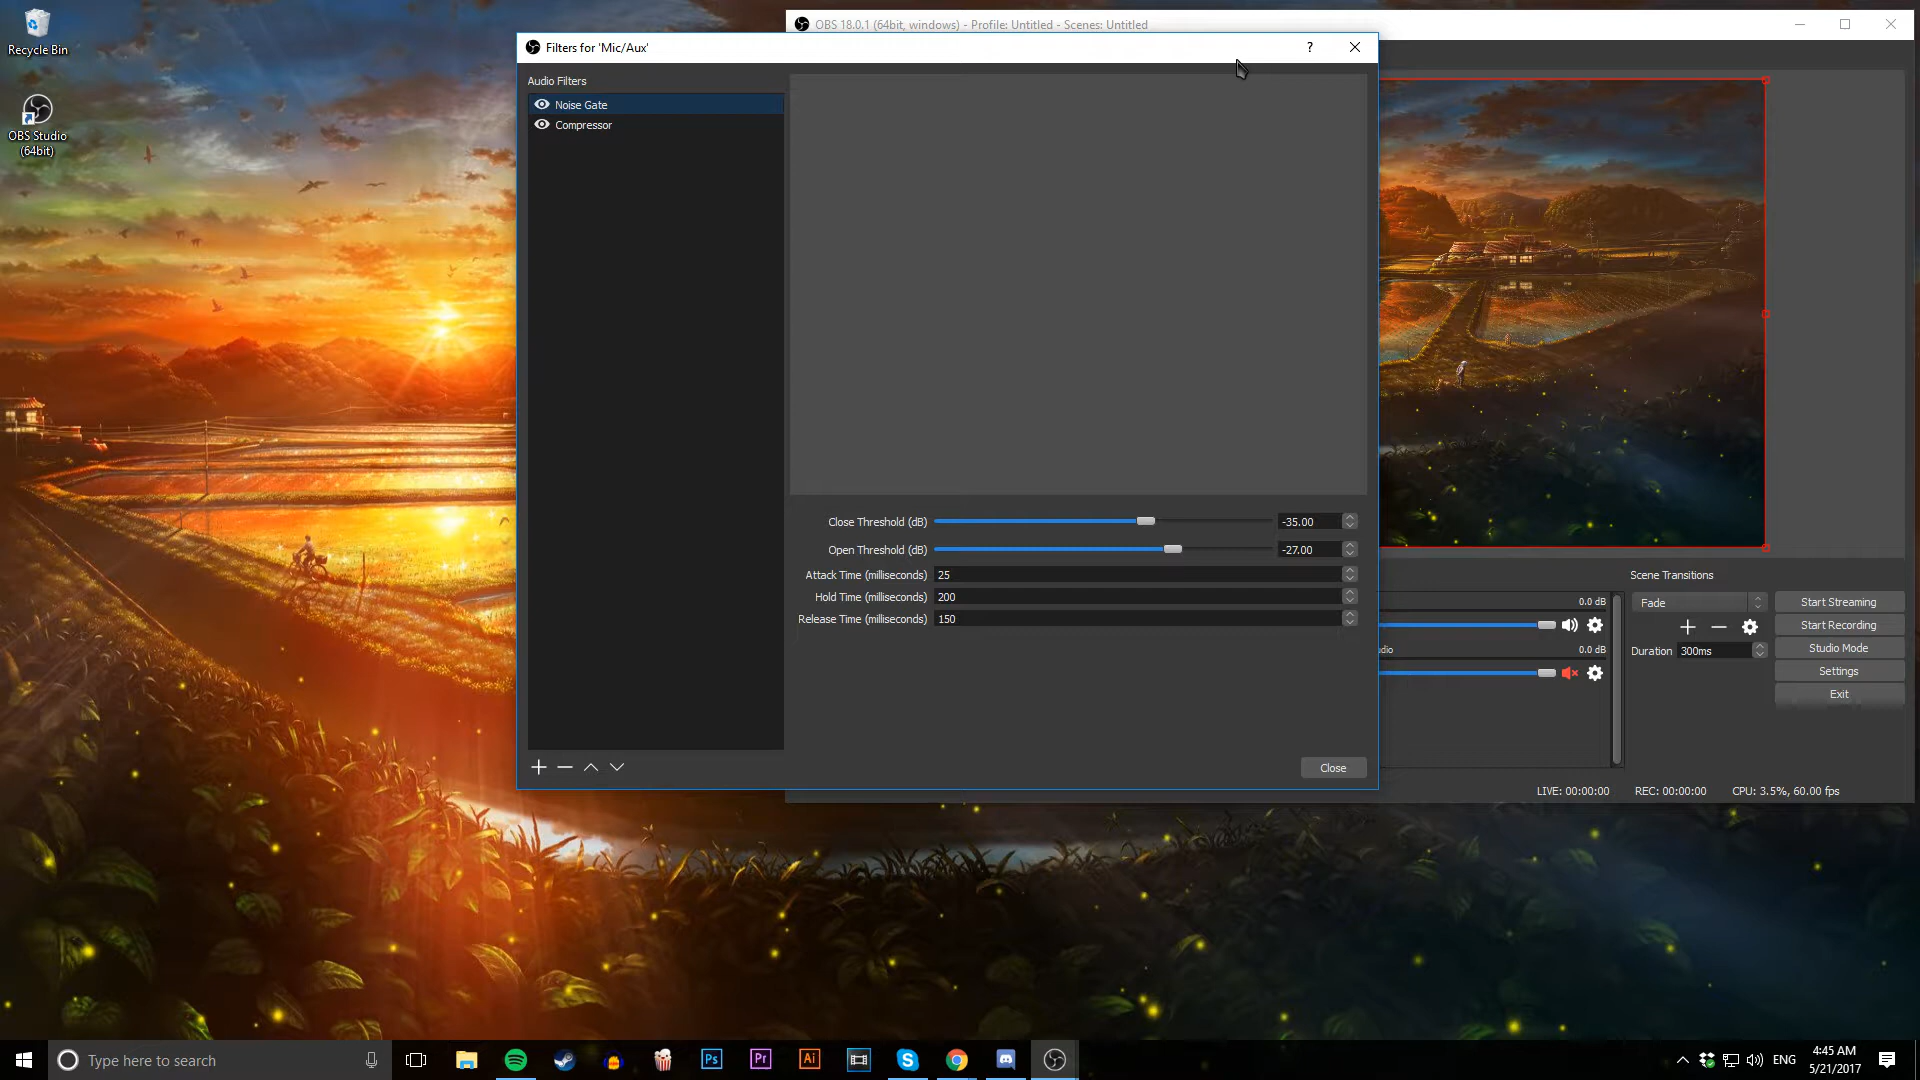 Recycle Bin
OBS Studio
(64bit)
OBS 18.0.1 (64bit, windows) - Profile: Untitled - Scenes: Untitled
Filters for 'Mic/Aux'
?
Audio Filters
Noise Gate
Compressor
Close Threshold (dB)
-35.00
Open Threshold (dB)
-27.00
Attack Time (milliseconds)
25
Hold Time (milliseconds)
200
Release Time (milliseconds)
150
Close
0.0 dB
udio
0.0 dB
Scene Transitions
Fade
Duration
300ms
Start Streaming
Start Recording
Studio Mode
Settings
Exit
LIVE: 00:00:00
REC: 00:00:00
CPU: 3.5%, 60.00 fps
Type here to search
Ps
Pr
Ai
S
ENG
4:45 AM
5/21/2017